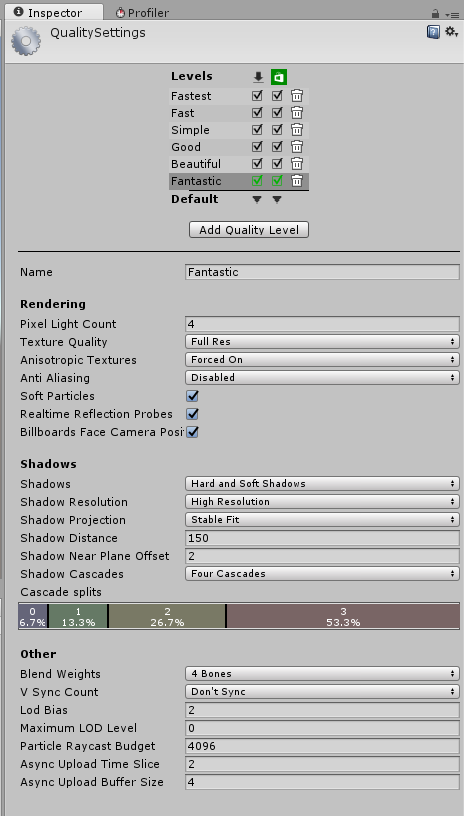 Inspector Profiler
QualitySettings
Levels
Fastest
Fast
Simple
Good
Beautiful
Fantastic
Default
Add Quality Level
Name Fantastic
Rendering
Pixel Light Count 4
Texture Quality Full Res
Anisotropic Textures Forced On
Anti Aliasing Disabled
Soft Particles
Realtime Reflection Probes
Billboards Face Camera Posi
Shadows
Shadows Hard and Soft Shadows
Shadow Resolution High Resolution
Shadow Projection Stable Fit
Shadow Distance 150
Shadow Near Plane Offset 2
Shadow Cascades Four Cascades
Cascade splits
0 1 2 3
6.7% 13.3% 26.7% 53.3%
Other
Blend Weights 4 Bones
V Sync Count Don't Sync
Lod Bias 2
Maximum LOD Level 0
Particle Raycast Budget 4096
Async Upload Time Slice 2
Async Upload Buffer Size 4